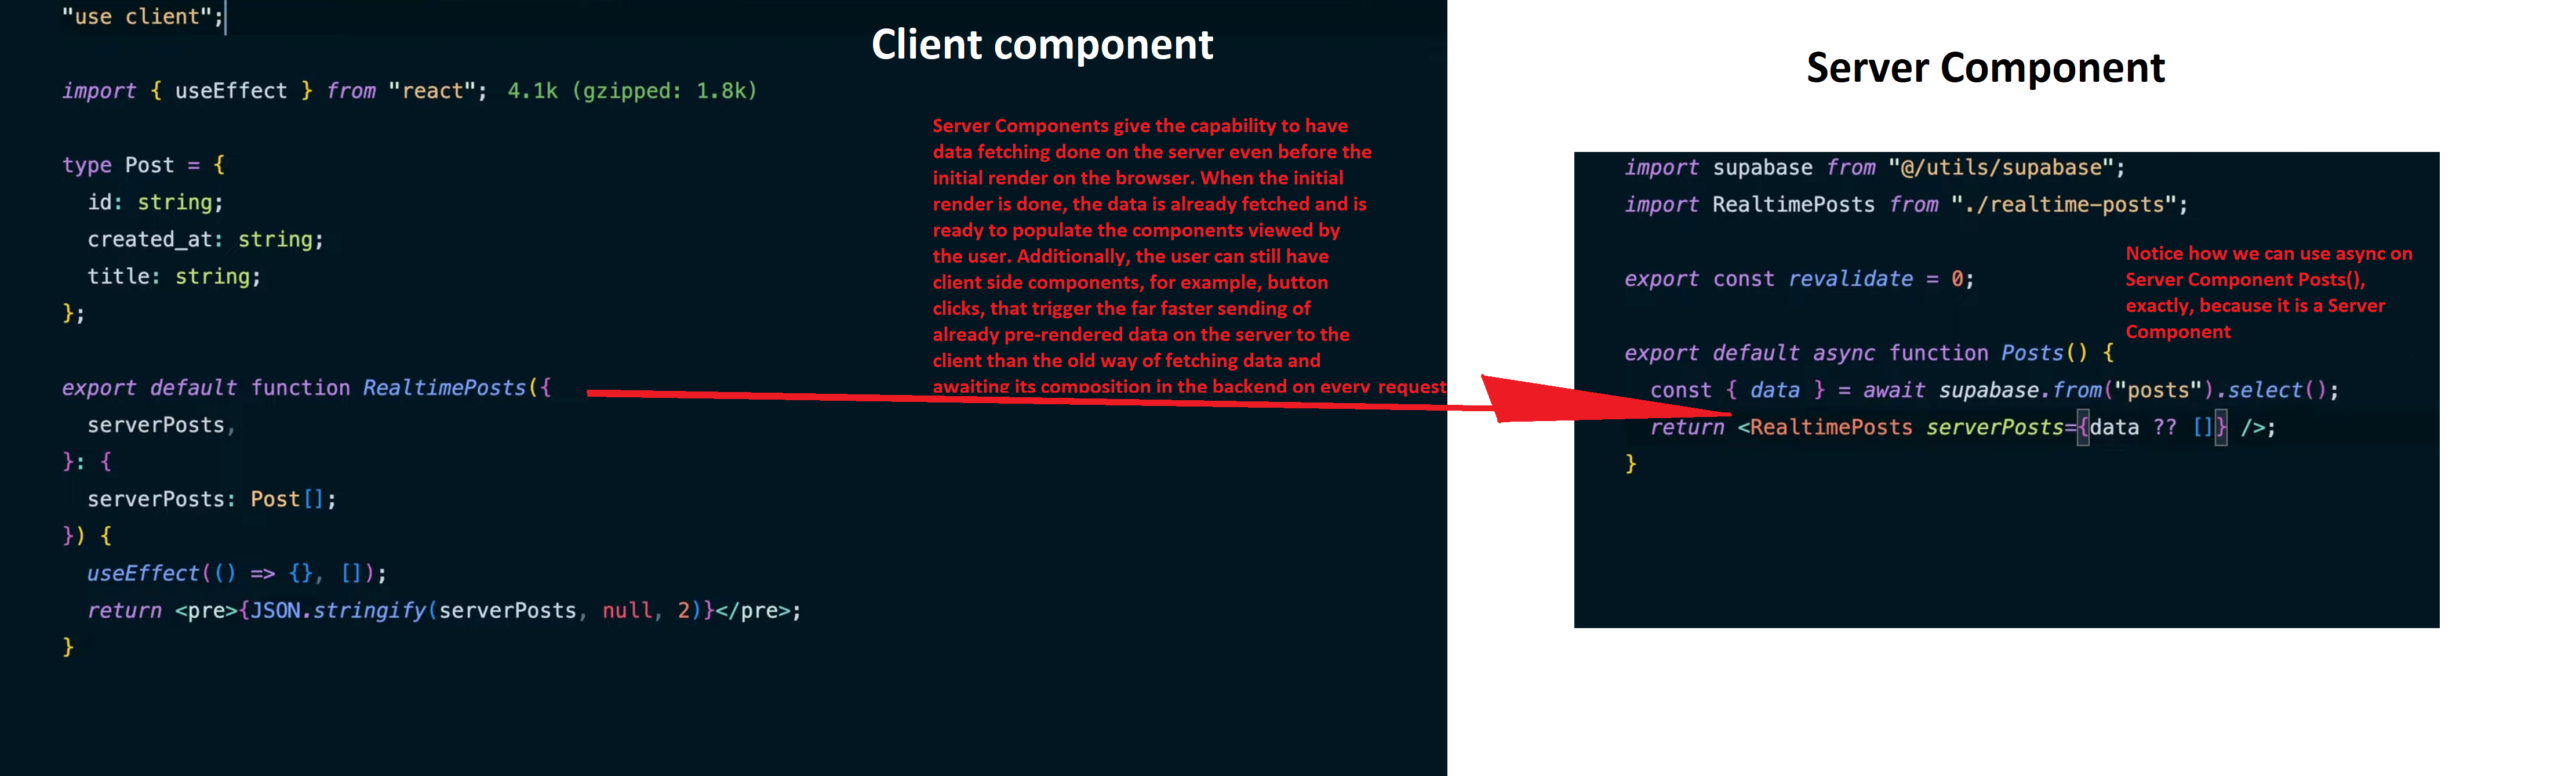 "use client";
Client component
import { useEffect } from "react"; 4.1k (gzipped: 1.8k)
Server Components give the capability to have
data fetching done on the server even before the
initial render on the browser. When the initial
render is done, the data is already fetched and is
ready to populate the components viewed by
the user. Additionally, the user can still have
client side components, for example, button
clicks, that trigger the far faster sending of
already pre-rendered data on the server to the
client than the old way of fetching data and
awaiting its composition in the backend on every request
type Post = {
id: string;
created_at: string;
title: string;
};
export default function RealtimePosts({
serverPosts,
}: {
serverPosts: Post[];
}) {
useEffect(() => {}, []);
return <pre>{JSON.stringify(serverPosts, null, 2)}</pre>;
}
Server Component
import supabase from "@/utils/supabase";
import RealtimePosts from "./realtime-posts";
export const revalidate = 0;
Notice how we can use async on
Server Component Posts(),
exactly, because it is a Server
Component
export default async function Posts() {
const { data } = await supabase.from("posts").select();
return <RealtimePosts serverPosts={data ?? []} />;
}